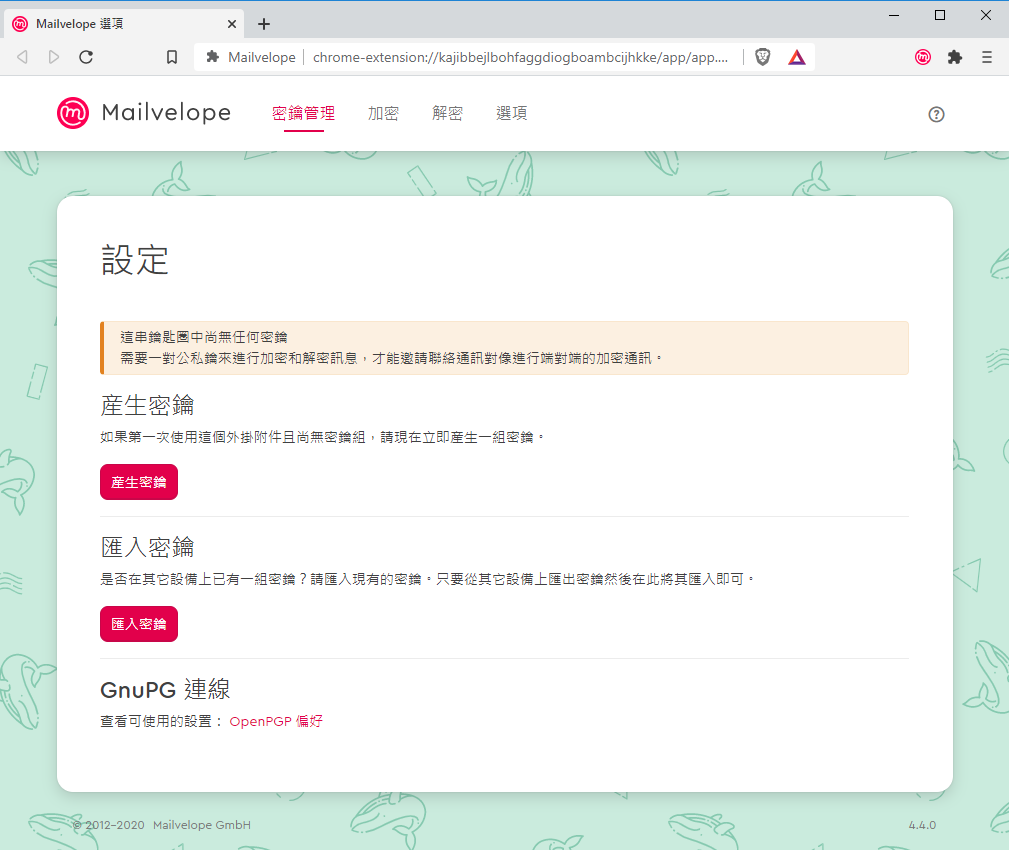 Mailvelope 選項
Mailvelope
chrome-extension://kajibbejlbohfaggdiogboambcijhkke/app/app....
Mailvelope
密鑰管理
加密
解密
選項
設定
這串鑰匙圈中尚無任何密鑰
需要一對公私鑰來進行加密和解密訊息，才能邀請聯絡通訊對像進行端對端的加密通訊。
産生密鑰
如果第一次使用這個外掛附件且尚無密鑰組，請現在立即産生一組密鑰。
産生密鑰
匯入密鑰
是否在其它設備上已有一組密鑰？請匯入現有的密鑰。只要從其它設備上匯出密鑰然後在此將其匯入即可。
匯入密鑰
GnuPG 連線
查看可使用的設置： OpenPGP 偏好
© 2012-2020 Mailvelope GmbH
4.4.0